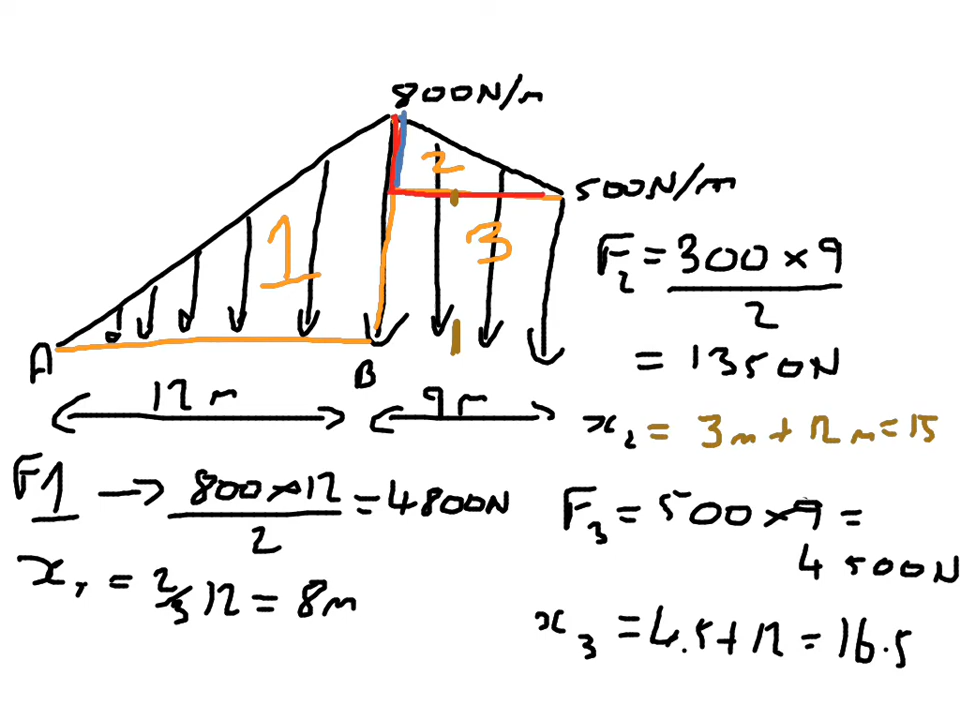 800N/m
2
500N/m
1
3
F₂ = 300 × 9
2
= 1350N
A
B
12 m
9 m
x₂ = 3m + 12m = 15
F1 → 800×12 = 4800N
2
x₁ = 2/3 12 = 8m
F₃ = 500 × 9 =
4500N
x₃ = 4.5 + 12 = 16.5